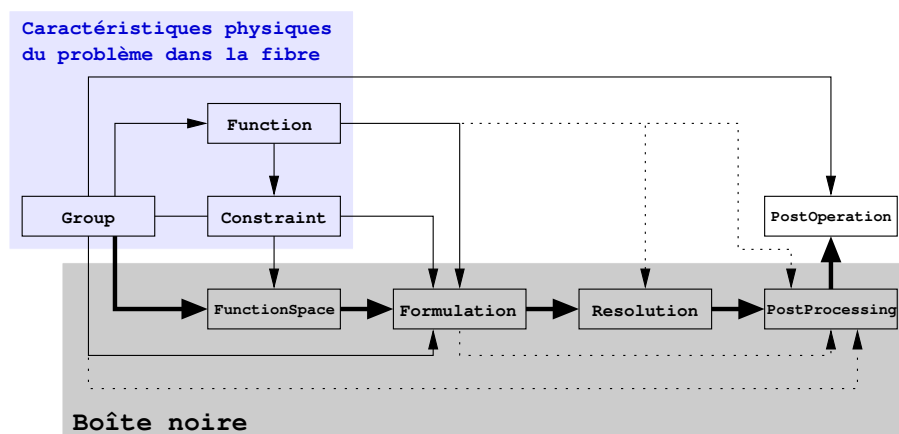 Caractéristiques physiques
du problème dans la fibre
Function
Group
Constraint
PostOperation
FunctionSpace
Formulation
Resolution
PostProcessing
Boîte noire